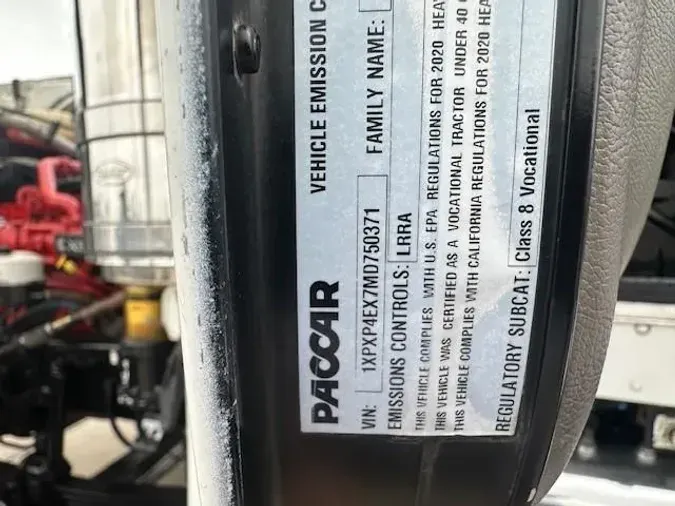 PACCAR VEHICLE EMISSION C
VIN: 1XPXP4EX7MD750371 FAMILY NAME:
EMISSIONS CONTROLS: LRRA
THIS VEHICLE COMPLIES WITH U.S. EPA REGULATIONS FOR 2020 HEA
THIS VEHICLE WAS CERTIFIED AS A VOCATIONAL TRACTOR UNDER 40
THIS VEHICLE COMPLIES WITH CALIFORNIA REGULATIONS FOR 2020 HEA
REGULATORY SUBCAT: Class 8 Vocational